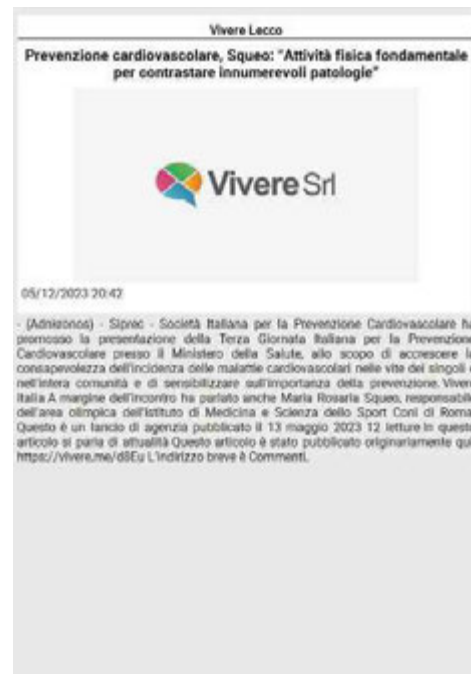 Vivere Lecco
Prevenzione cardiovascolare, Squeo: "Attività fisica fondamentale
per contrastare innumerevoli patologie"
Vivere Srl
05/12/2023 20:42
- (Adnkronos) - Siprec - Società Italiana per la Prevenzione Cardiovascolare ha
promosso la presentazione della Terza Giornata Italiana per la Prevenzione
Cardiovascolare presso il Ministero della Salute, allo scopo di accrescere la
consapevolezza dell'incidenza delle malattie cardiovascolari nelle vite dei singoli e
nell'intera comunità e di sensibilizzare sull'importanza della prevenzione. Vivere
Italia A margine dell'incontro ha parlato anche Maria Rosaria Squeo, responsabile
dell'area olimpica dell'Istituto di Medicina e Scienza dello Sport Coni di Roma
Questo è un lancio di agenzia pubblicato il 13 maggio 2023 12 letture In questo
articolo si parla di attualità Questo articolo è stato pubblicato originariamente qui
https://vivere.me/d8Eu L'indirizzo breve è Commenti.